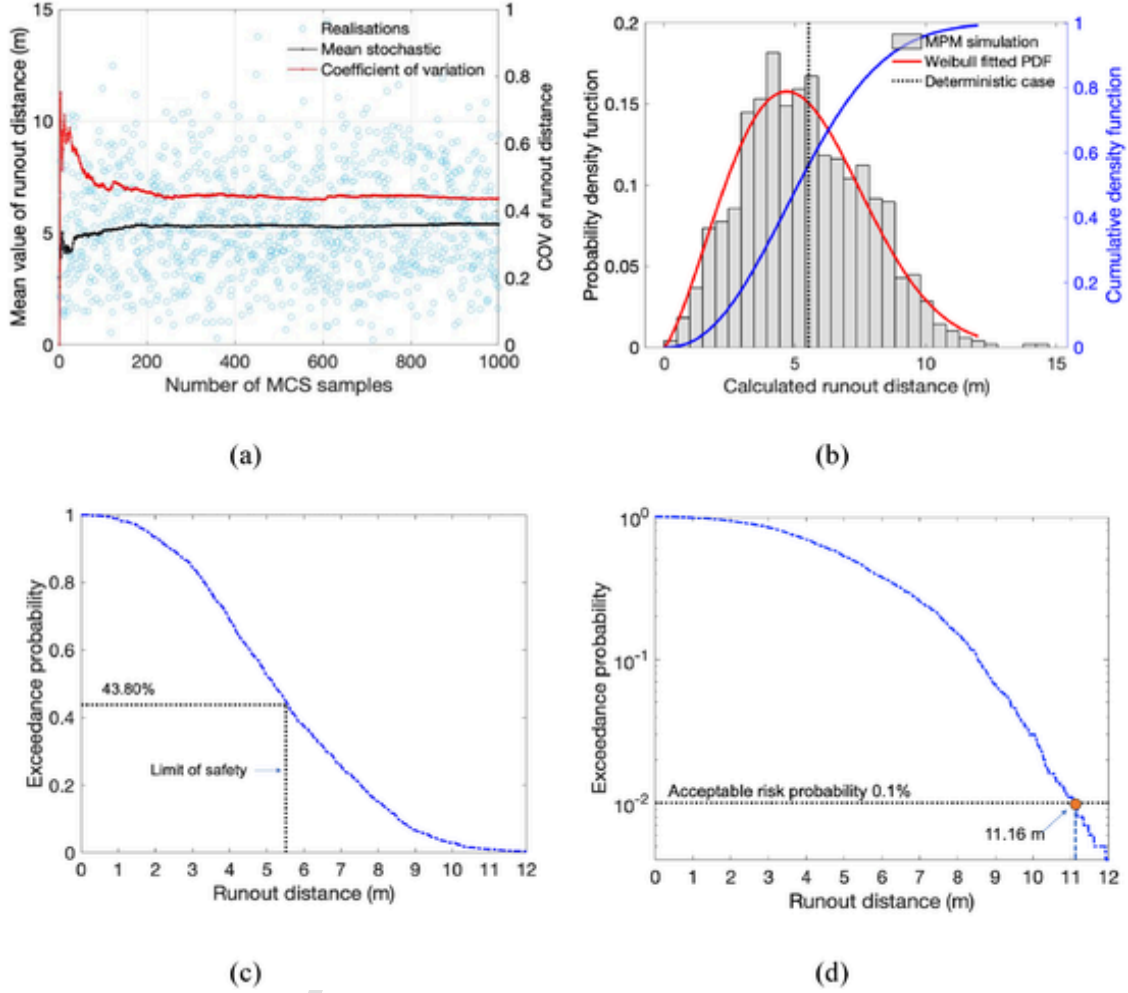 Mean value of runout distance (m)
15
10
5
0
Realisations
Mean stochastic
Coefficient of variation
1
0.8
0.6
0.4
0.2
0
COV of runout distance
0 200 400 600 800 1000
Number of MCS samples
(a)
Probability density function
0.2
0.15
0.1
0.05
0
MPM simulation
Weibull fitted PDF
Deterministic case
1
0.8
0.6
0.4
0.2
0
Cumulative density function
0 5 10 15
Calculated runout distance (m)
(b)
Exceedance probability
1
0.8
0.6
0.4
0.2
0
43.80%
Limit of safety
0 1 2 3 4 5 6 7 8 9 10 11 12
Runout distance (m)
(c)
Exceedance probability
10⁰
10⁻¹
10⁻²
Acceptable risk probability 0.1%
11.16 m
0 1 2 3 4 5 6 7 8 9 10 11 12
Runout distance (m)
(d)